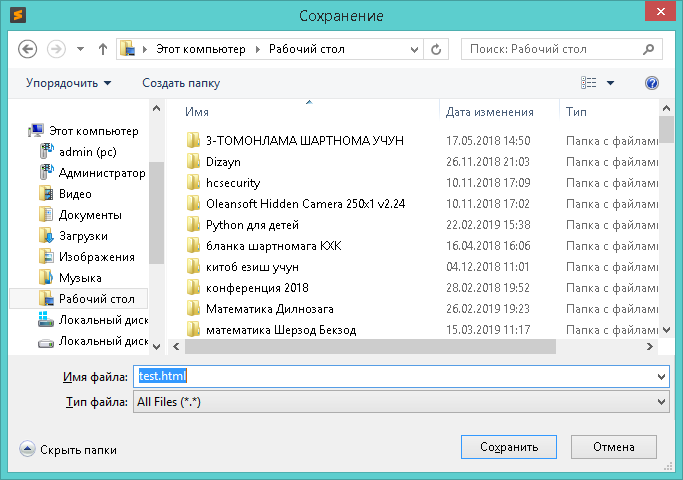 Сохранение
Этот компьютер Рабочий стол
Поиск: Рабочий стол
Упорядочить Создать папку
Имя Дата изменения Тип
Этот компьютер
admin (pc)
Администратор
Видео
Документы
Загрузки
Изображения
Музыка
Рабочий стол
Локальный диск
Локальный диск
3-ТОМОНЛАМА ШАРТНОМА УЧУН 17.05.2018 14:50 Папка с файлами
Dizayn 26.11.2018 21:03 Папка с файлами
hcsecurity 10.11.2018 17:09 Папка с файлами
Oleansoft Hidden Camera 250x1 v2.24 10.11.2018 17:02 Папка с файлами
Python для детей 22.02.2019 15:38 Папка с файлами
бланка шартномага КХК 16.04.2018 16:06 Папка с файлами
китоб езиш учун 04.12.2018 11:01 Папка с файлами
конференция 2018 28.02.2018 19:52 Папка с файлами
Математика Дилнозага 26.02.2019 19:23 Папка с файлами
математика Шерзод Бекзод 15.03.2019 11:17 Папка с файлами
Имя файла: test.html
Тип файла: All Files (*.*)
Скрыть папки Сохранить Отмена